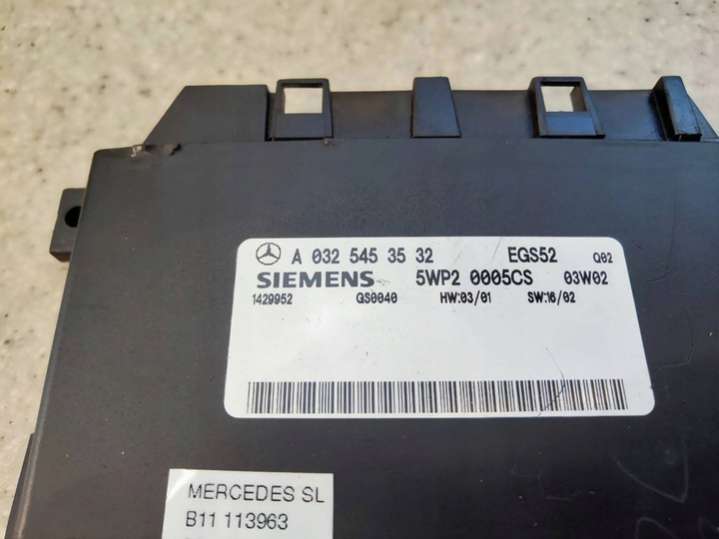 A 032 545 35 32 EGS52 Q02
SIEMENS 5WP2 0005CS 03W02
1429952 GS0040 HW:03/01 SW:16/02
MERCEDES SL
B11 113963